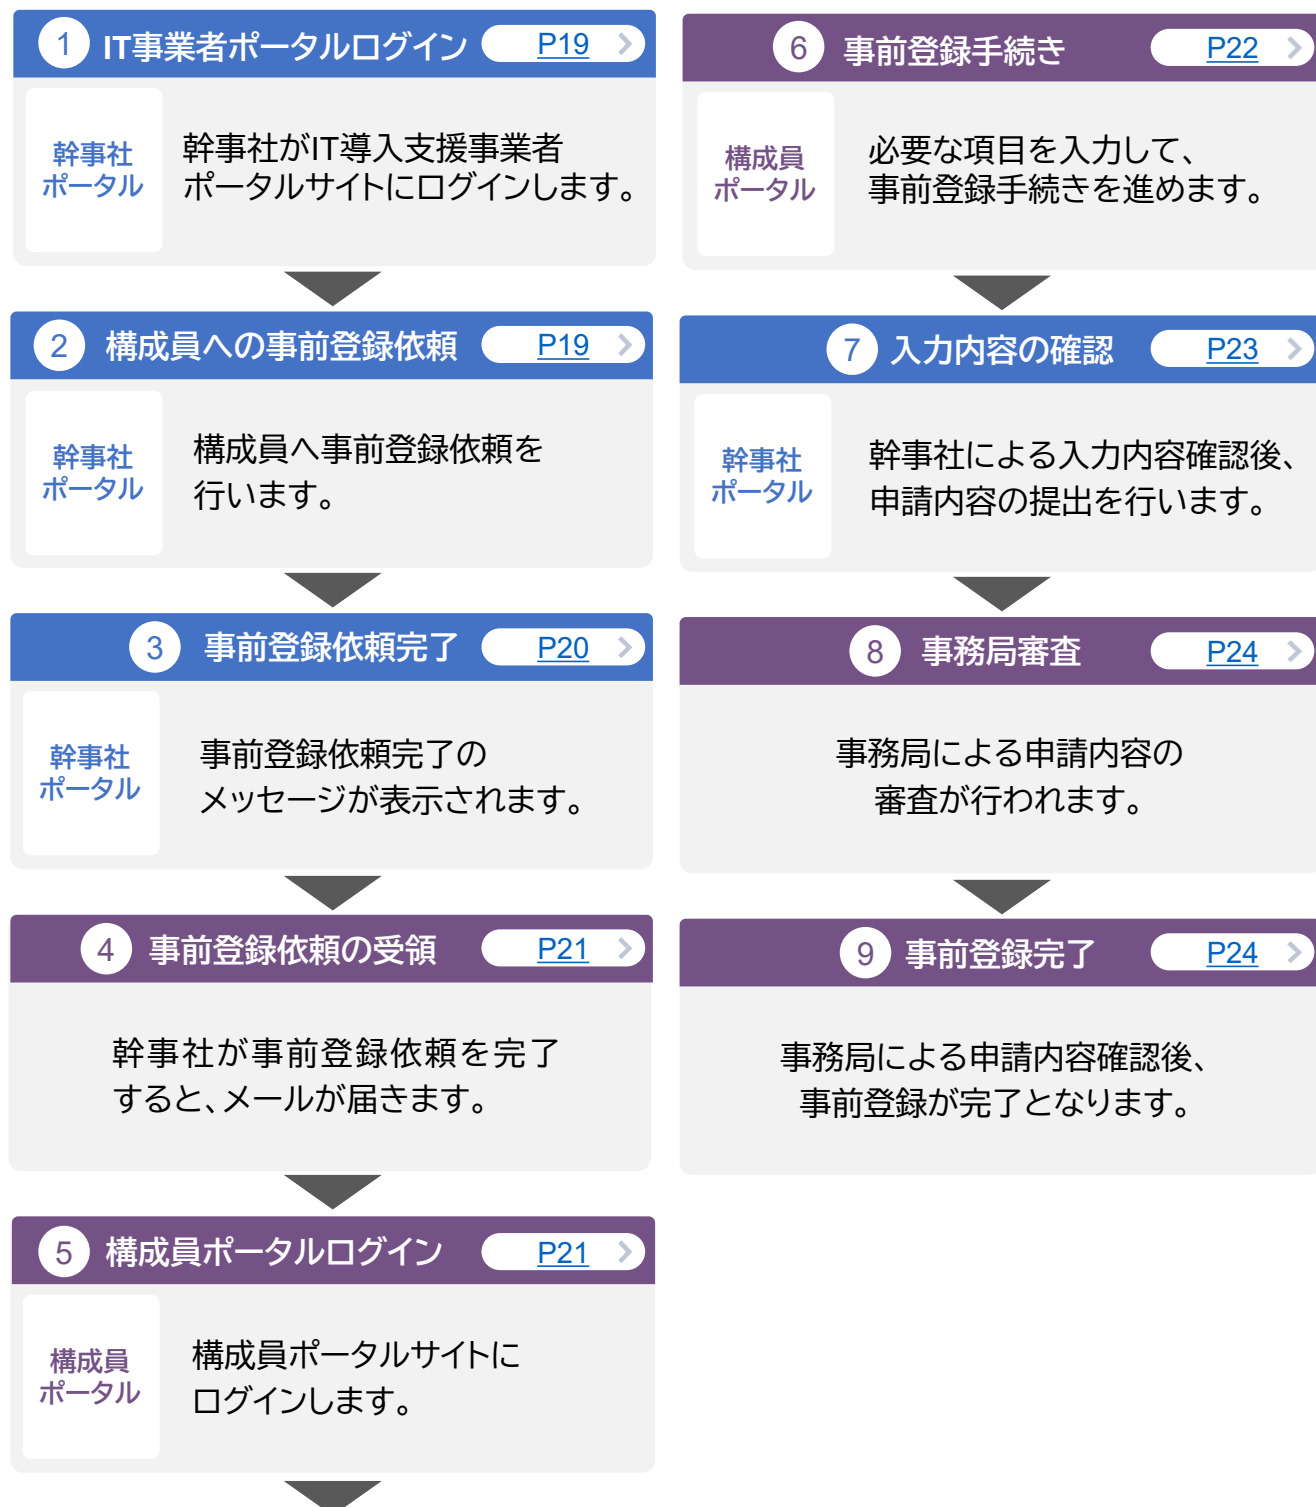 1 IT事業者ポータルログイン P19
幹事社
ポータル
幹事社がIT導入支援事業者
ポータルサイトにログインします。
2 構成員への事前登録依頼 P19
幹事社
ポータル
構成員へ事前登録依頼を
行います。
3 事前登録依頼完了 P20
幹事社
ポータル
事前登録依頼完了の
メッセージが表示されます。
4 事前登録依頼の受領 P21
幹事社が事前登録依頼を完了
すると、メールが届きます。
5 構成員ポータルログイン P21
構成員
ポータル
構成員ポータルサイトに
ログインします。
6 事前登録手続き P22
構成員
ポータル
必要な項目を入力して、
事前登録手続きを進めます。
7 入力内容の確認 P23
幹事社
ポータル
幹事社による入力内容確認後、
申請内容の提出を行います。
8 事務局審査 P24
事務局による申請内容の
審査が行われます。
9 事前登録完了 P24
事務局による申請内容確認後、
事前登録が完了となります。